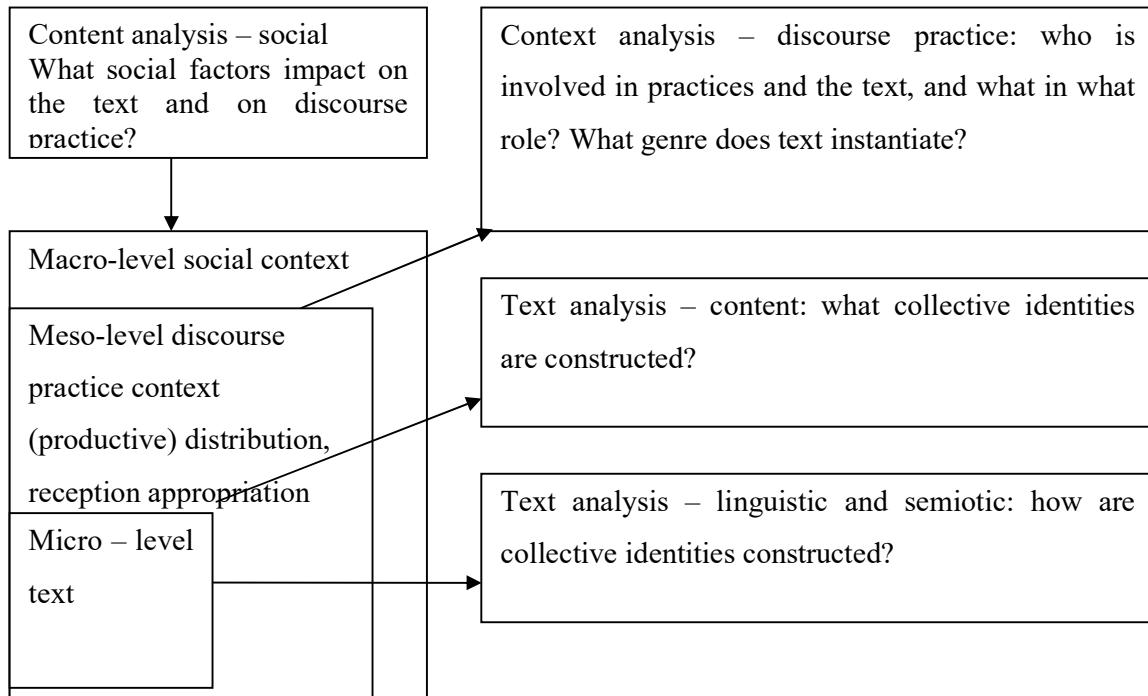 Content analysis – social
What social factors impact on
the text and on discourse
practice?
Context analysis – discourse practice: who is
involved in practices and the text, and what in what
role? What genre does text instantiate?
Macro-level social context
Meso-level discourse
practice context
(productive) distribution,
reception appropriation
Micro – level
text
Text analysis – content: what collective identities
are constructed?
Text analysis – linguistic and semiotic: how are
collective identities constructed?